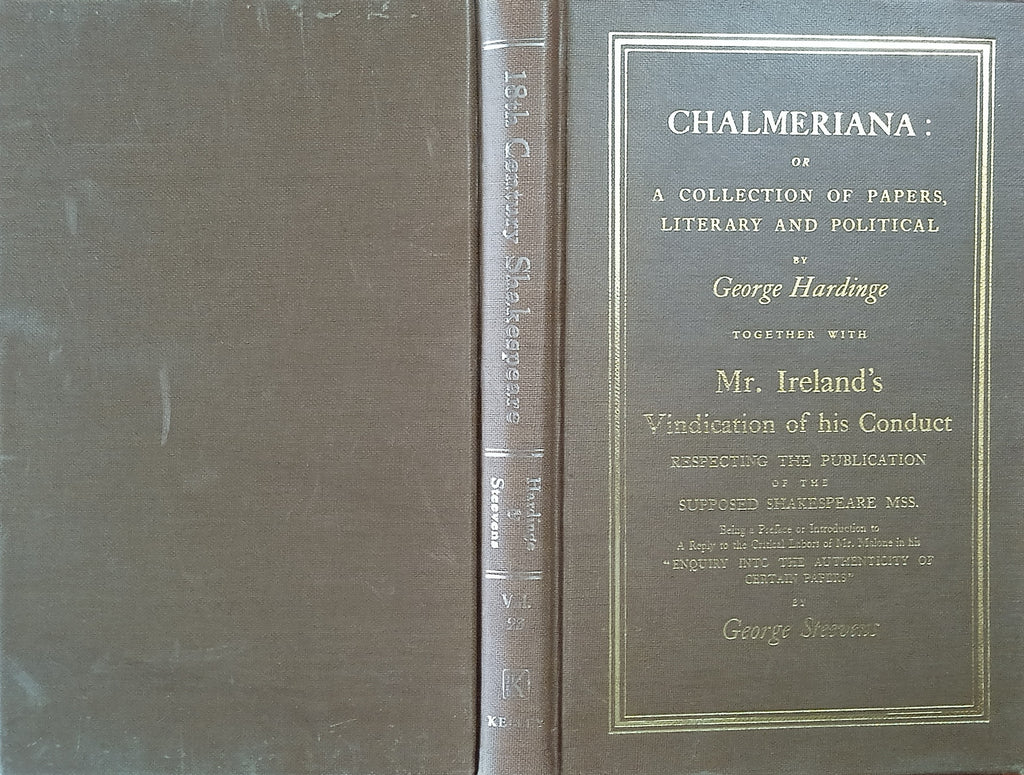 18th Century Shakespeare
Hardinge
&
Steevens
Vol.
23
K
KELLEY
CHALMERIANA:
OR
A COLLECTION OF PAPERS,
LITERARY AND POLITICAL
BY
George Hardinge
TOGETHER WITH
Mr. Ireland's
Vindication of his Conduct
RESPECTING THE PUBLICATION
OF THE
SUPPOSED SHAKESPEARE MSS.
Being a Preface or Introduction to
A Reply to the Critical Labors of Mr. Malone in his
"ENQUIRY INTO THE AUTHENTICITY OF
CERTAIN PAPERS"
BY
George Steevens